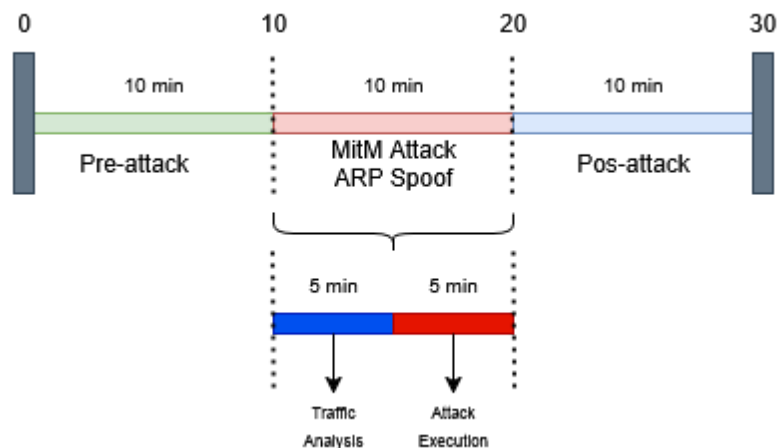 0 10 20 30
10 min 10 min 10 min
Pre-attack MitM Attack Pos-attack
ARP Spoof
5 min 5 min
Traffic Attack
Analysis Execution